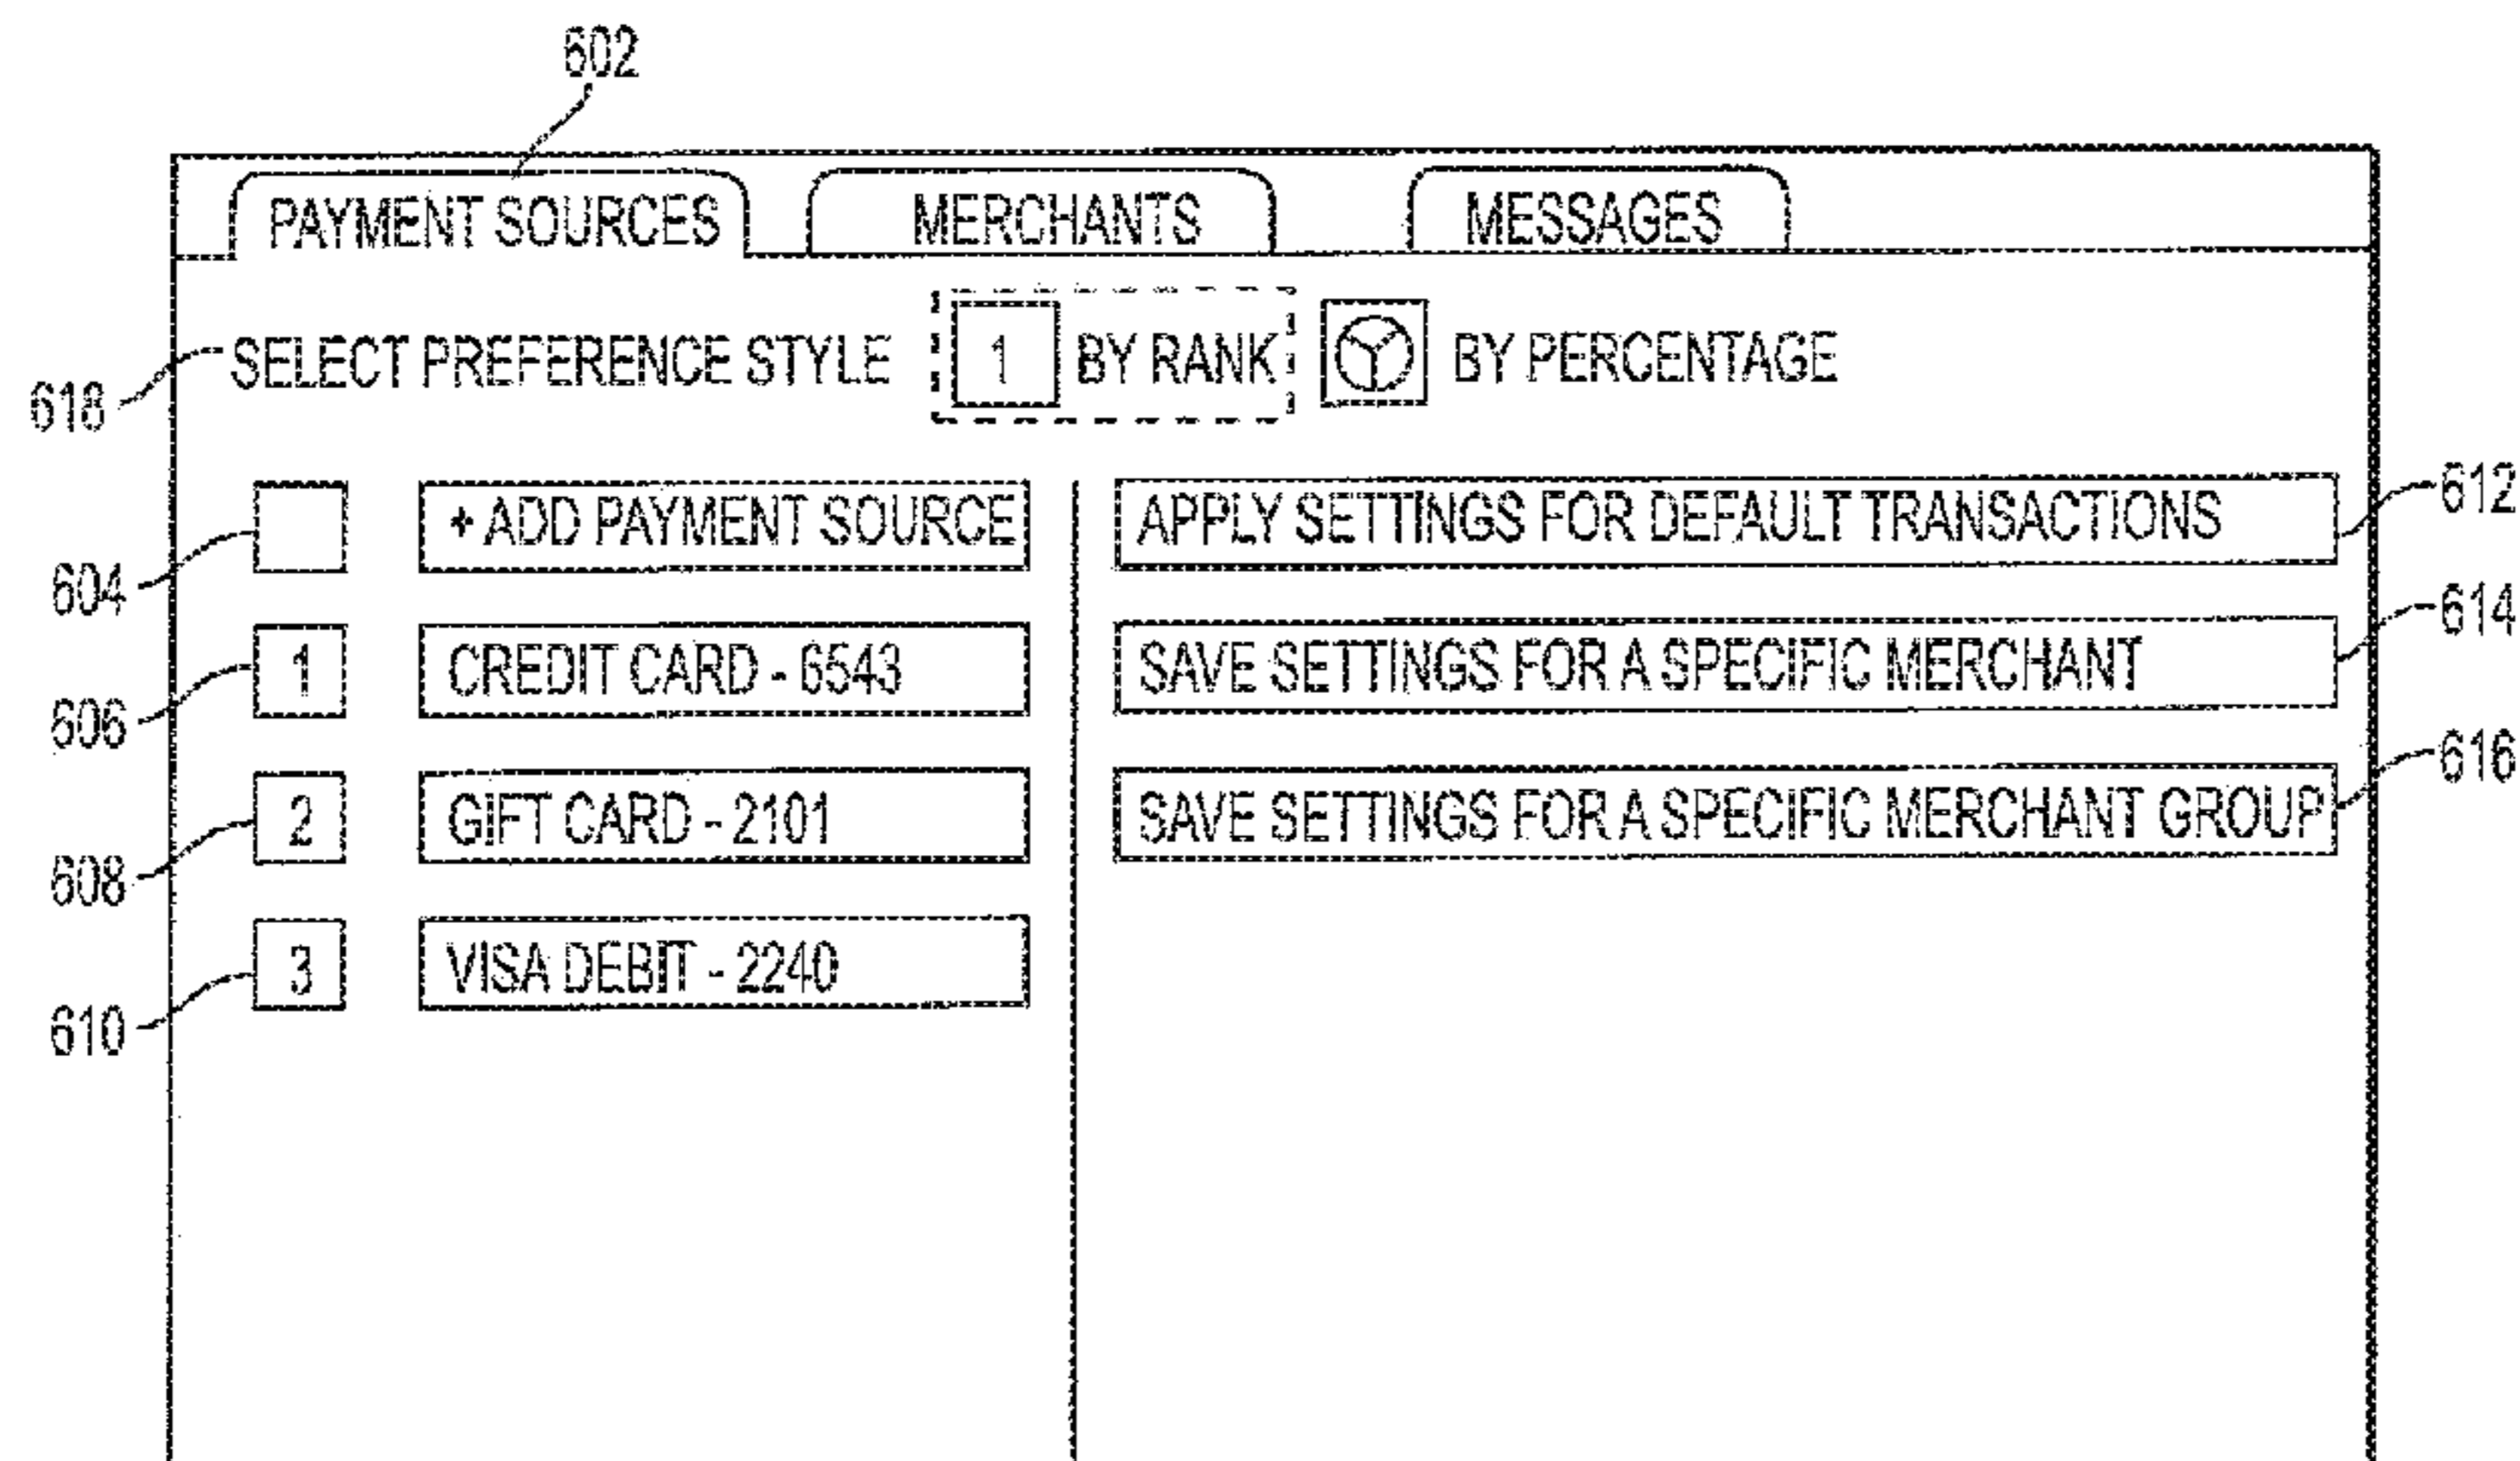 602
PAYMENT SOURCES MERCHANTS MESSAGES
618 SELECT PREFERENCE STYLE 1 BY RANK BY PERCENTAGE
604 + ADD PAYMENT SOURCE APPLY SETTINGS FOR DEFAULT TRANSACTIONS 612
606 1 CREDIT CARD - 6543 SAVE SETTINGS FOR A SPECIFIC MERCHANT 614
608 2 GIFT CARD - 2101 SAVE SETTINGS FOR A SPECIFIC MERCHANT GROUP 616
610 3 VISA DEBIT - 2240